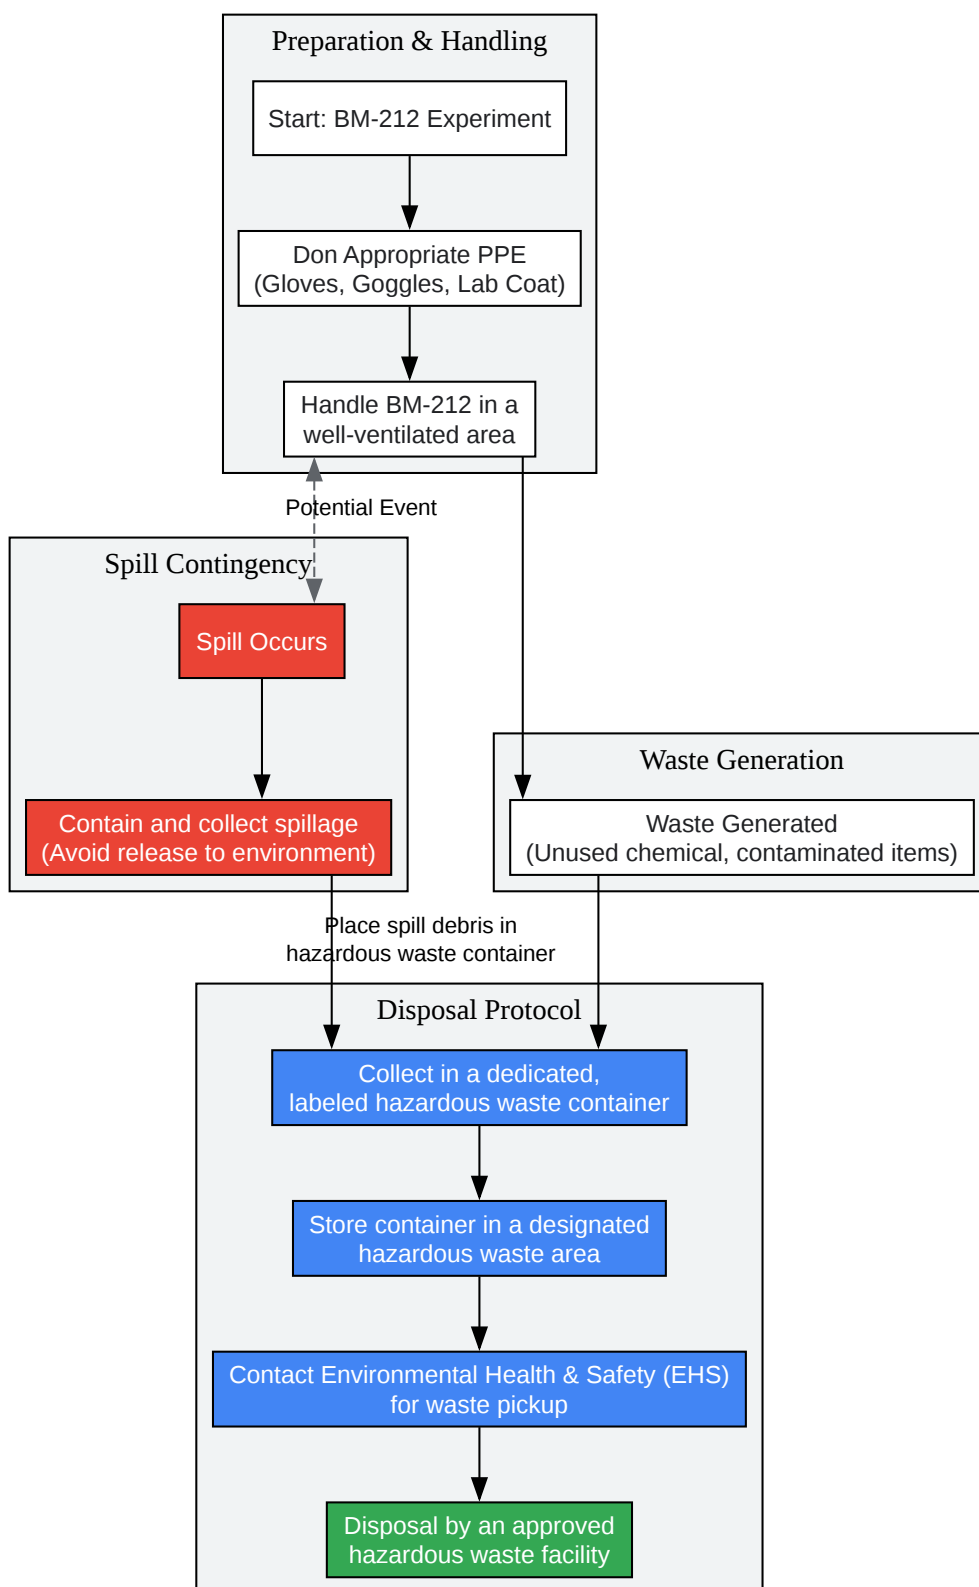 Preparation & Handling
Start: BM-212 Experiment
Don Appropriate PPE
(Gloves, Goggles, Lab Coat)
Handle BM-212 in a
well-ventilated area
Potential Event
Spill Contingency
Spill Occurs
Contain and collect spillage
(Avoid release to environment)
Waste Generation
Waste Generated
(Unused chemical, contaminated items)
Place spill debris in
hazardous waste container
Disposal Protocol
Collect in a dedicated,
labeled hazardous waste container
Store container in a designated
hazardous waste area
Contact Environmental Health & Safety (EHS)
for waste pickup
Disposal by an approved
hazardous waste facility